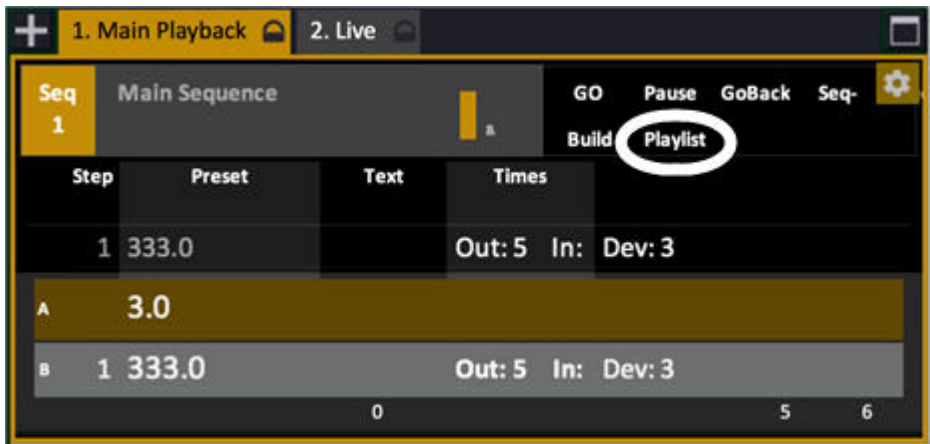 1. Main Playback 2. Live
Seq 1 Main Sequence B GO Pause GoBack Seq-
Build Playlist
Step Preset Text Times
1 333.0 Out: 5 In: Dev: 3
A 3.0
B 1 333.0 Out: 5 In: Dev: 3
0 5 6